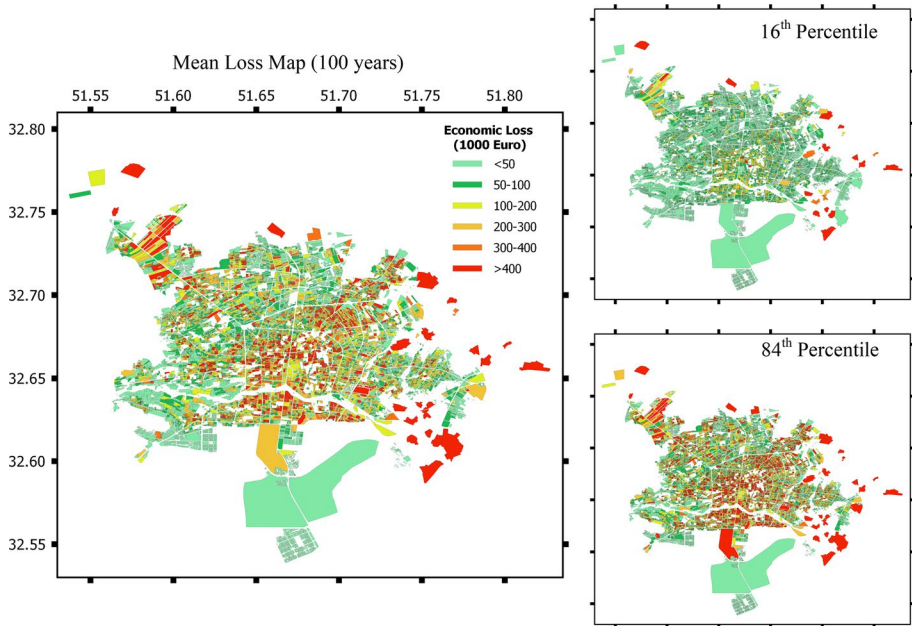 Mean Loss Map (100 years)
51.55 51.60 51.65 51.70 51.75 51.80
32.80
32.75
32.70
32.65
32.60
32.55
Economic Loss
(1000 Euro)
<50
50-100
100-200
200-300
300-400
>400
16th Percentile
84th Percentile